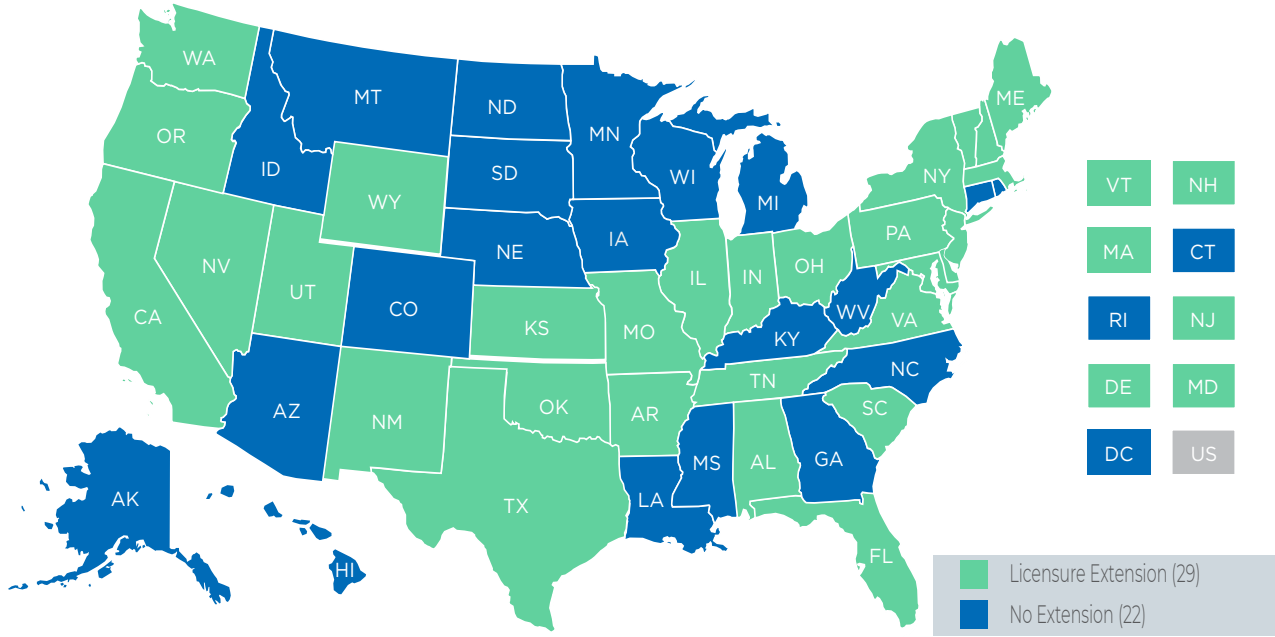 WA
OR
CA
NV
ID
MT
WY
UT
AZ
CO
NM
ND
SD
NE
KS
OK
TX
MN
IA
MO
AR
LA
WI
IL
MI
IN
OH
KY
TN
MS
AL
GA
FL
SC
NC
VA
WV
PA
NY
ME
AK
HI
VT NH
MA CT
RI NJ
DE MD
DC US
Licensure Extension (29)
No Extension (22)